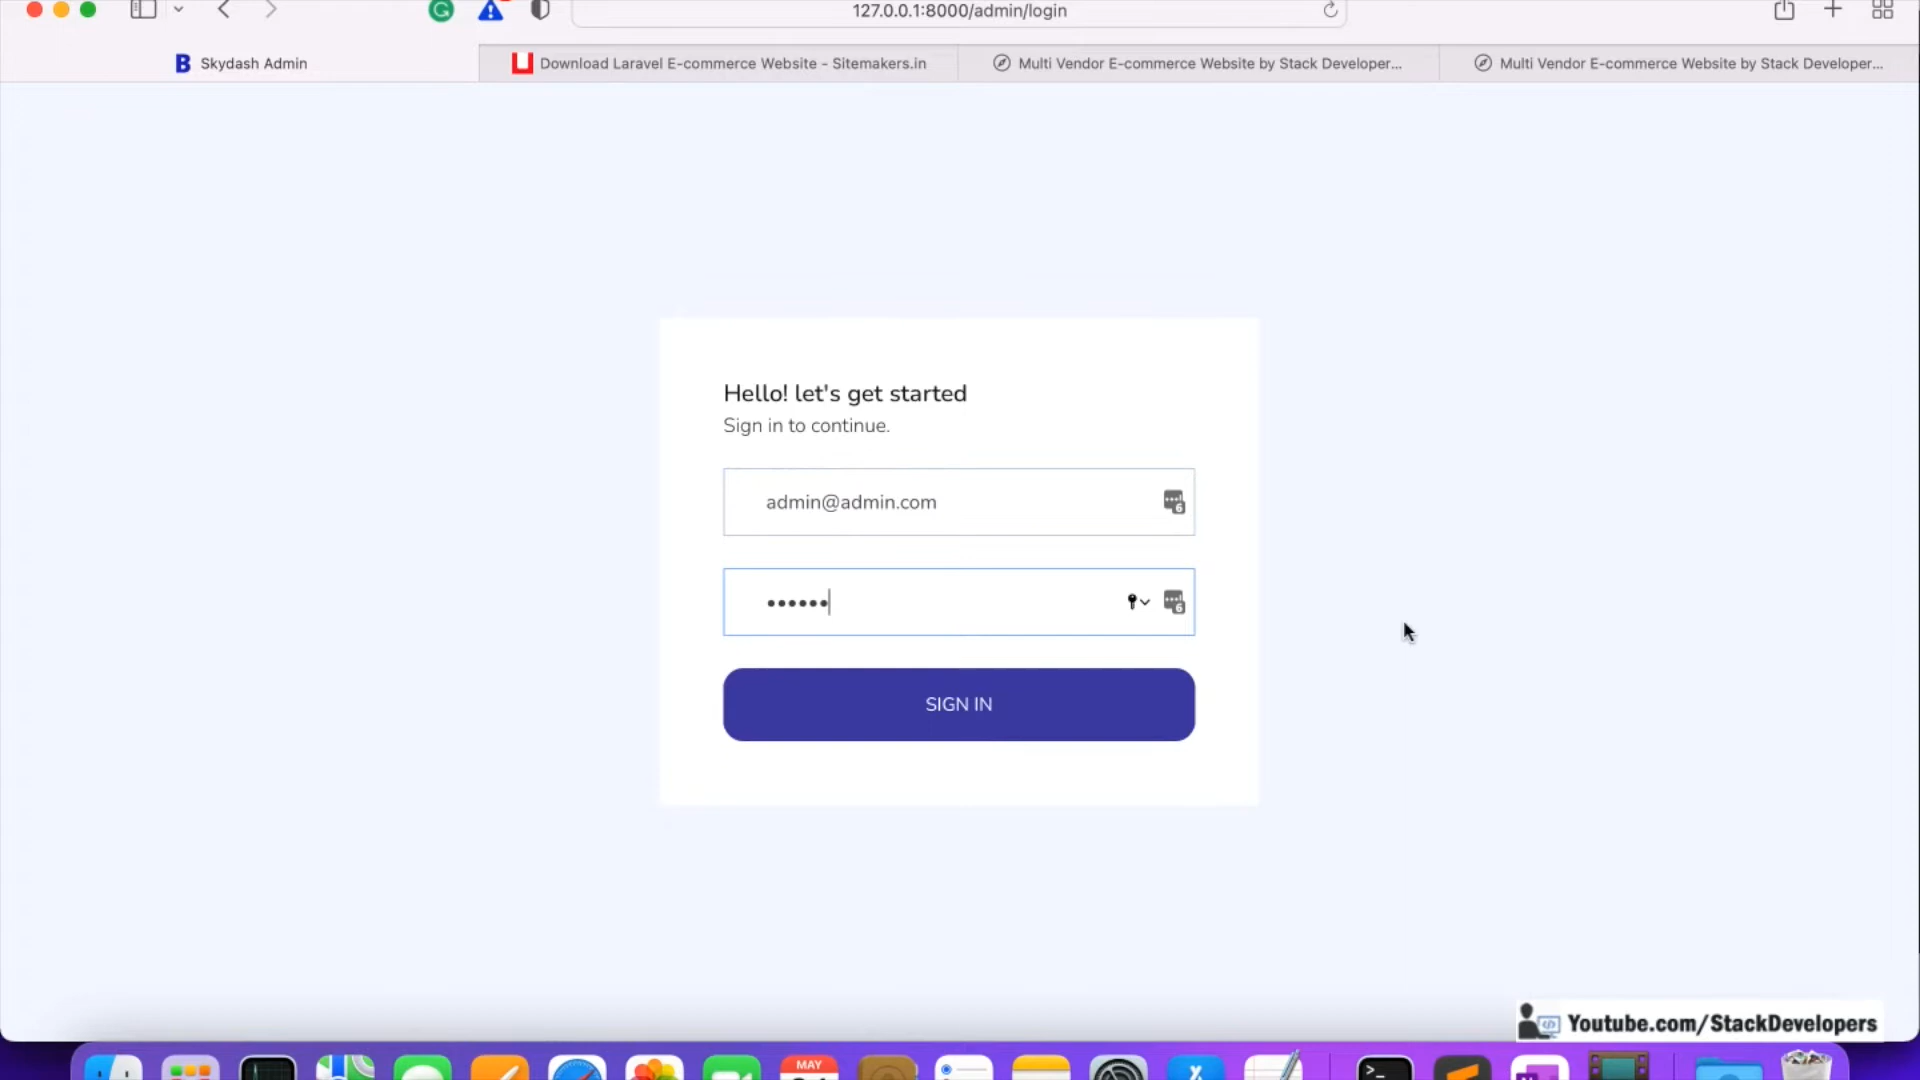 127.0.0.1:8000/admin/login
Skydash Admin
Download Laravel E-commerce Website - Sitemakers.in
Multi Vendor E-commerce Website by Stack Developer...
Multi Vendor E-commerce Website by Stack Developer...
Hello! let's get started
Sign in to continue.
admin@admin.com
6
••••••
6
SIGN IN
Youtube.com/StackDevelopers
MAY